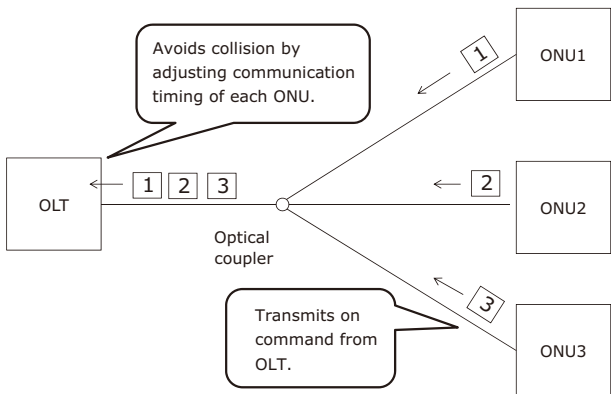 Avoids collision by
adjusting communication
timing of each ONU.
1
ONU1
OLT
1 2 3
2
ONU2
Optical
coupler
3
Transmits on
command from
OLT.
ONU3